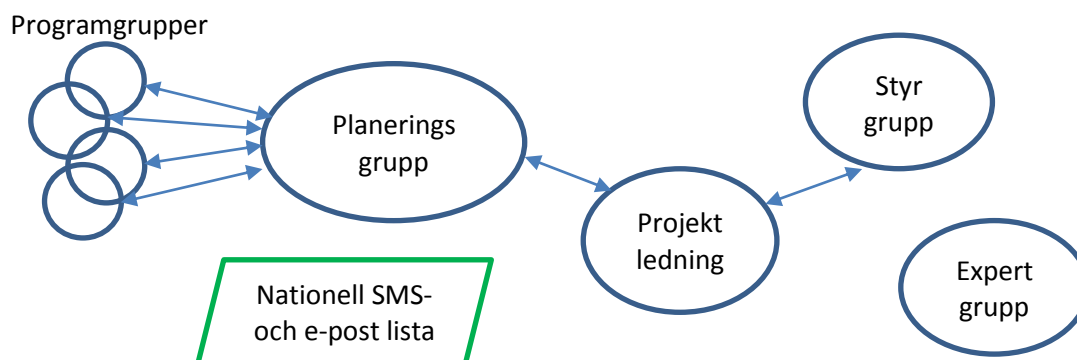 Programgrupper
Planerings
grupp
Styr
grupp
Projekt
ledning
Expert
grupp
Nationell SMS-
och e-post lista